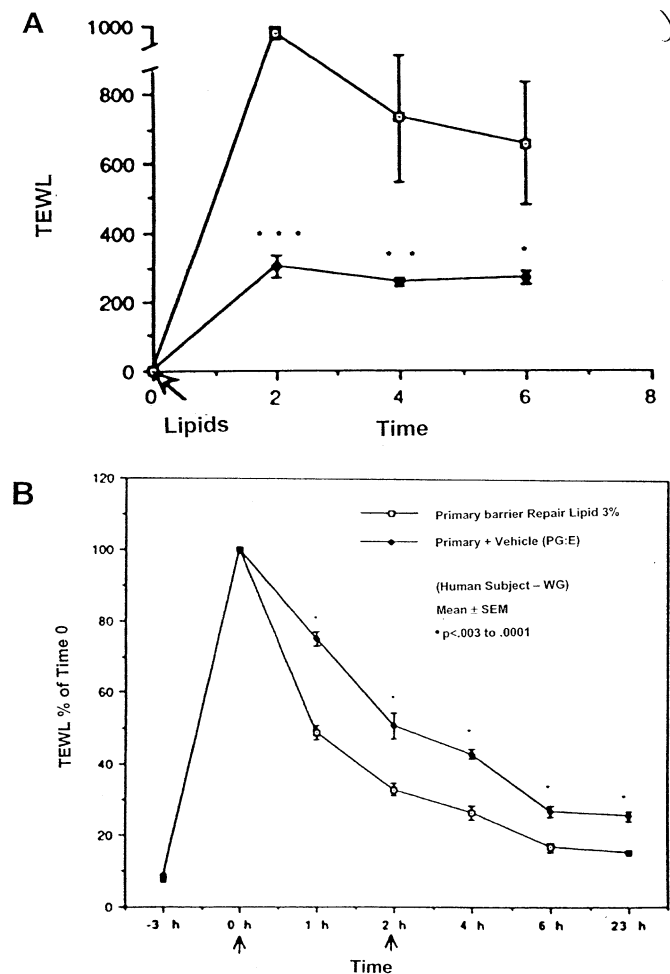 A
1000
800
600
400
200
0
TEWL
* * *
* *
*
0 2 4 6 8
Lipids
Time
B
120
100
80
60
40
20
0
TEWL % of Time 0
Primary barrier Repair Lipid 3%
Primary + Vehicle (PG:E)
(Human Subject – WG)
Mean ± SEM
* p<.003 to .0001
-3 h 0 h 1 h 2 h 4 h 6 h 23 h
Time